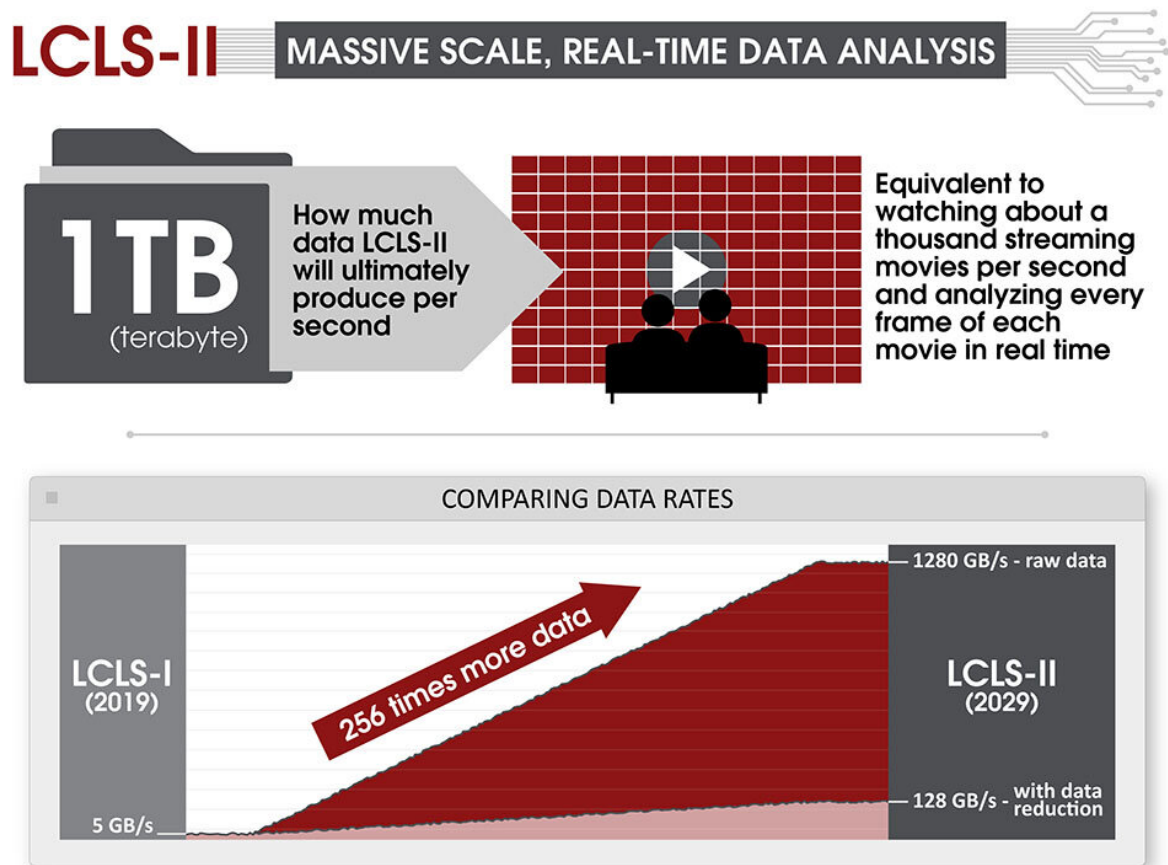 LCLS-II
MASSIVE SCALE, REAL-TIME DATA ANALYSIS
1TB
(terabyte)
How much
data LCLS-II
will ultimately
produce per
second
Equivalent to
watching about a
thousand streaming
movies per second
and analyzing every
frame of each
movie in real time
COMPARING DATA RATES
LCLS-I
(2019)
5 GB/s
256 times more data
1280 GB/s - raw data
LCLS-II
(2029)
128 GB/s - with data
reduction